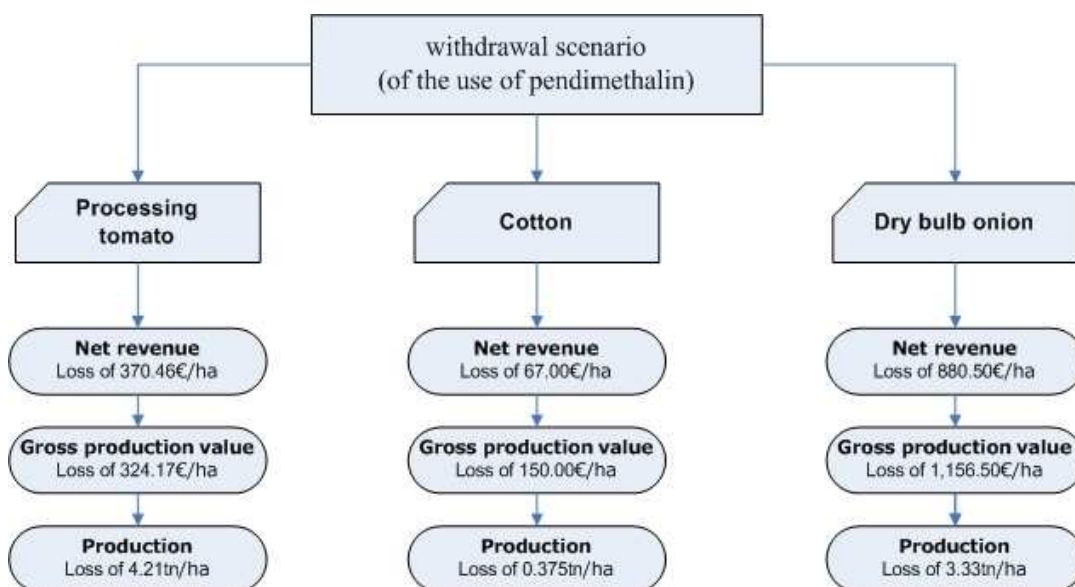 withdrawal scenario
(of the use of pendimethalin)
Processing
tomato
Cotton
Dry bulb onion
Net revenue
Loss of 370.46€/ha
Net revenue
Loss of 67.00€/ha
Net revenue
Loss of 880.50€/ha
Gross production value
Loss of 324.17€/ha
Gross production value
Loss of 150.00€/ha
Gross production value
Loss of 1,156.50€/ha
Production
Loss of 4.21tn/ha
Production
Loss of 0.375tn/ha
Production
Loss of 3.33tn/ha